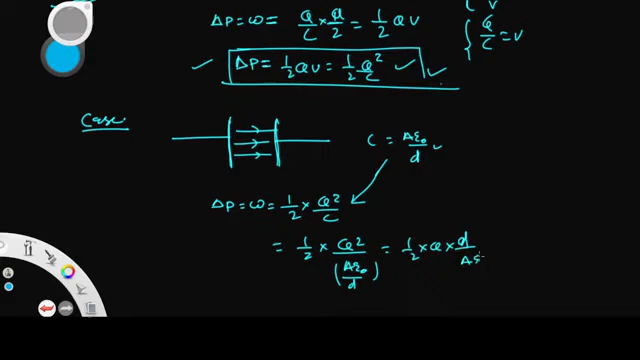 V
ΔP = ω = Q/C × Q/2 = 1/2 QV
Q/C = V
ΔP = 1/2 QV = 1/2 Q²/C
Case
C = Aε₀/d
ΔP = ω = 1/2 × Q²/C
= 1/2 × Q²/(Aε₀/d) = 1/2 × Q × d/Aε